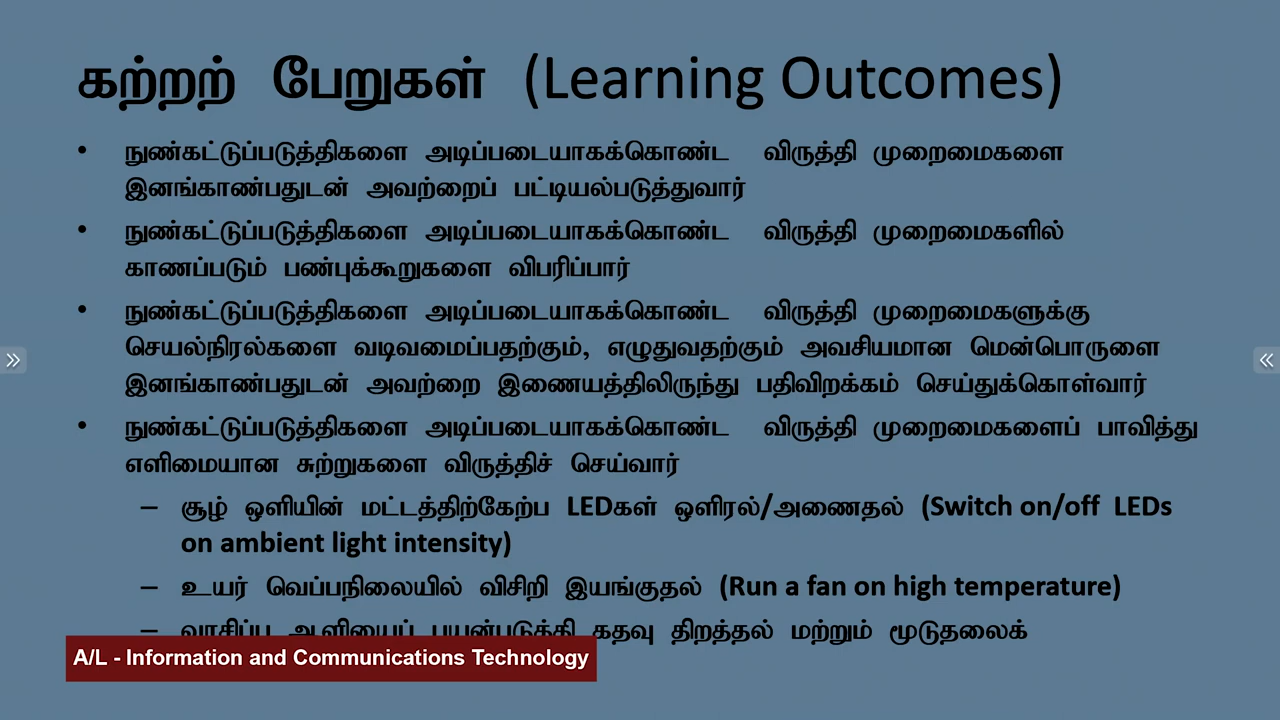 கற்றற் பேறுகள் (Learning Outcomes)
• நுண்கட்டுப்படுத்திகளை அடிப்படையாகக்கொண்ட விருத்தி முறைமைகளை
இனங்காண்பதுடன் அவற்றைப் பட்டியல்படுத்துவார்
• நுண்கட்டுப்படுத்திகளை அடிப்படையாகக்கொண்ட விருத்தி முறைமைகளில்
காணப்படும் பண்புக்கூறுகளை விபரிப்பார்
• நுண்கட்டுப்படுத்திகளை அடிப்படையாகக்கொண்ட விருத்தி முறைமைகளுக்கு
செயல்நிரல்களை வடிவமைப்பதற்கும், எழுதுவதற்கும் அவசியமான மென்பொருளை
இனங்காண்பதுடன் அவற்றை இணையத்திலிருந்து பதிவிறக்கம் செய்துக்கொள்வார்
• நுண்கட்டுப்படுத்திகளை அடிப்படையாகக்கொண்ட விருத்தி முறைமைகளைப் பாவித்து
எளிமையான சுற்றுகளை விருத்திச் செய்வார்
– சூழ் ஒளியின் மட்டத்திற்கேற்ப LEDகள் ஒளிரல்/அணைதல் (Switch on/off LEDs
on ambient light intensity)
– உயர் வெப்பநிலையில் விசிறி இயங்குதல் (Run a fan on high temperature)
– வாசிப்பு ஆளியைப் பயன்படுத்தி கதவு திறத்தல் மற்றும் மூடுதலைக்
A/L - Information and Communications Technology